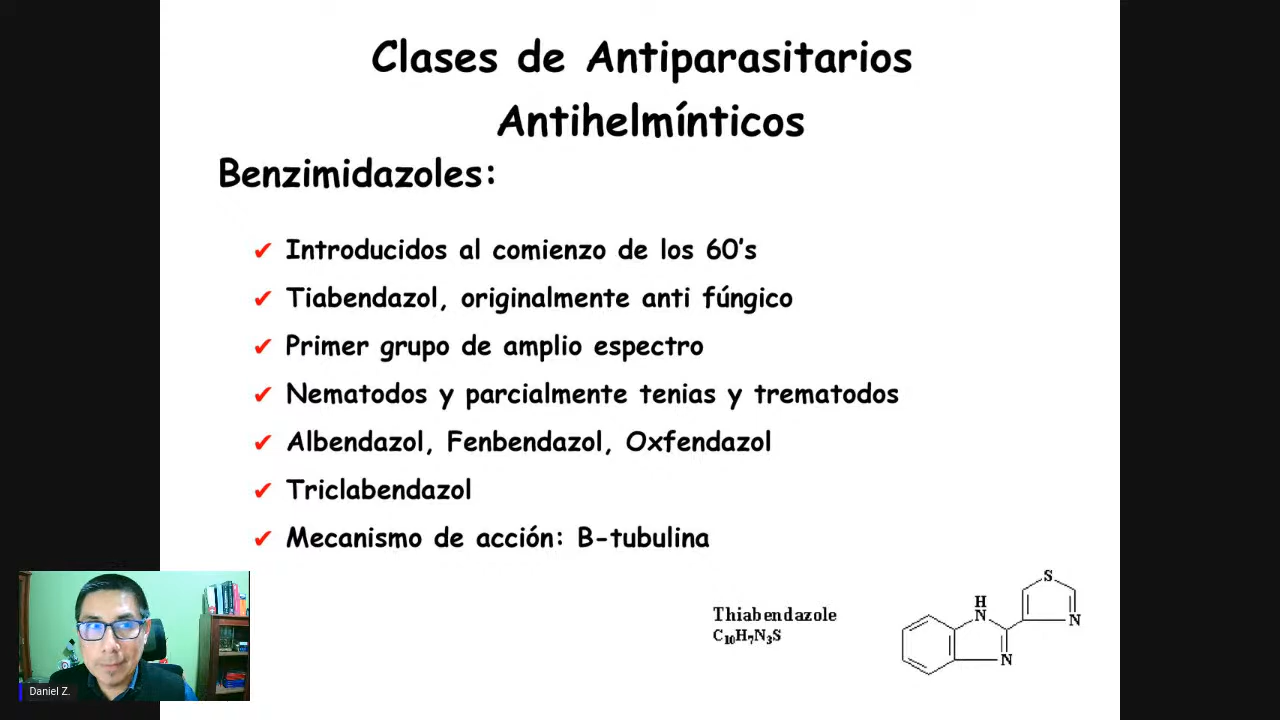 Clases de Antiparasitarios
Antihelmínticos
Benzimidazoles:
✔ Introducidos al comienzo de los 60's
✔ Tiabendazol, originalmente anti fúngico
✔ Primer grupo de amplio espectro
✔ Nematodos y parcialmente tenias y trematodos
✔ Albendazol, Fenbendazol, Oxfendazol
✔ Triclabendazol
✔ Mecanismo de acción: B-tubulina
Thiabendazole
C₁₀H₇N₃S
S
H
N
N
N
Daniel Z.